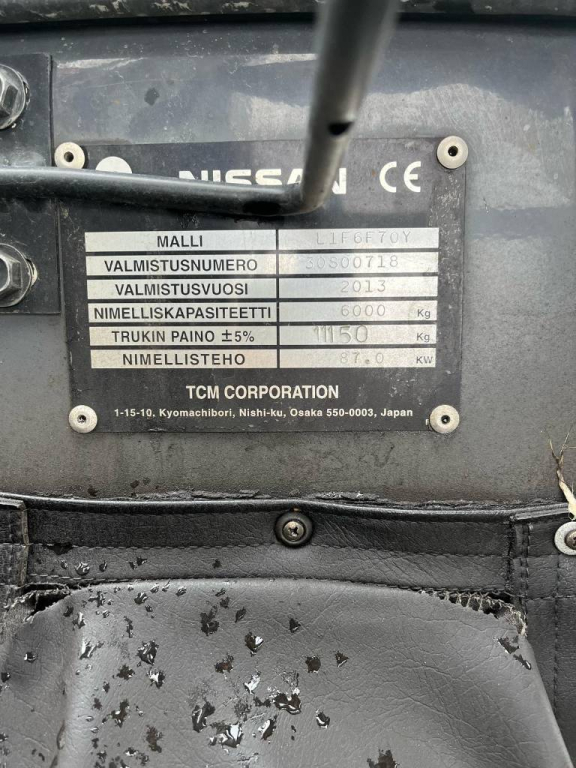 NISSAN CE
MALLI L1F6F70Y
VALMISTUSNUMERO 30800718
VALMISTUSVUOSI 2013
NIMELLISKAPASITEETTI 6000 Kg
TRUKIN PAINO ±5% 11150 Kg
NIMELLISTEHO 87.0 KW
TCM CORPORATION
1-15-10, Kyomachibori, Nishi-ku, Osaka 550-0003, Japan